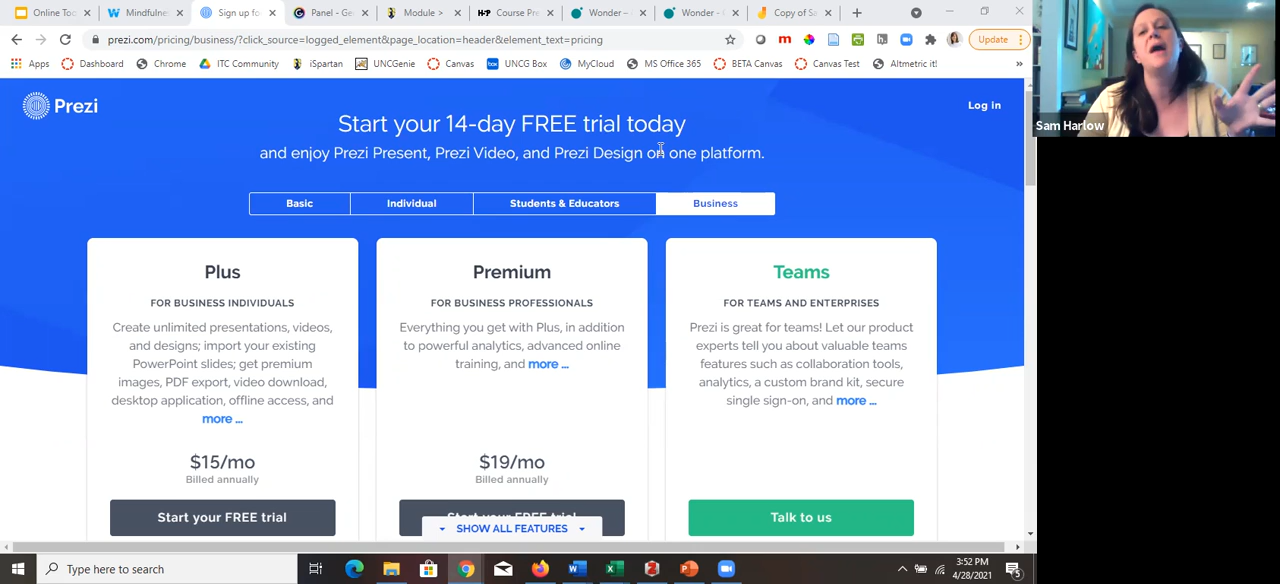 Online Too
Mindfulnes
Sign up fo
Panel - Ge
Module >
H-P
Course Pre
Wonder –
Wonder -
Copy of Sa
prezi.com/pricing/business/?click_source=logged_element&page_location=header&element_text=pricing
Update
Apps
Dashboard
Chrome
ITC Community
iSpartan
UNCGenie
Canvas
UNCG Box
MyCloud
MS Office 365
BETA Canvas
Canvas Test
Altmetric it!
»
Prezi
Log in
Start your 14-day FREE trial today
and enjoy Prezi Present, Prezi Video, and Prezi Design on one platform.
Basic
Individual
Students & Educators
Business
Plus
FOR BUSINESS INDIVIDUALS
Create unlimited presentations, videos,
and designs; import your existing
PowerPoint slides; get premium
images, PDF export, video download,
desktop application, offline access, and
more ...
$15/mo
Billed annually
Start your FREE trial
Premium
FOR BUSINESS PROFESSIONALS
Everything you get with Plus, in addition
to powerful analytics, advanced online
training, and more ...
$19/mo
Billed annually
Start your FREE trial
Teams
FOR TEAMS AND ENTERPRISES
Prezi is great for teams! Let our product
experts tell you about valuable teams
features such as collaboration tools,
analytics, a custom brand kit, secure
single sign-on, and more ...
Talk to us
SHOW ALL FEATURES
Sam Harlow
Type here to search
3:52 PM
4/28/2021
5